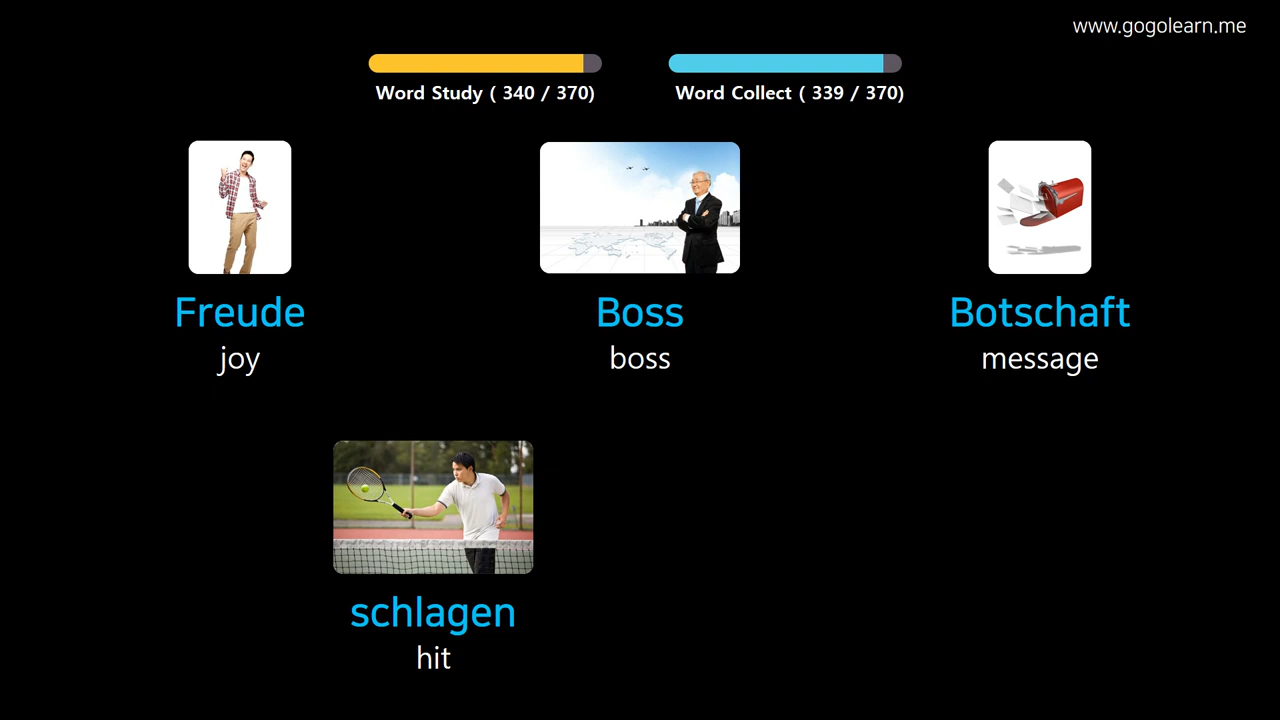 www.gogolearn.me
Word Study ( 340 / 370)
Word Collect ( 339 / 370)
Freude
joy
Boss
boss
Botschaft
message
schlagen
hit